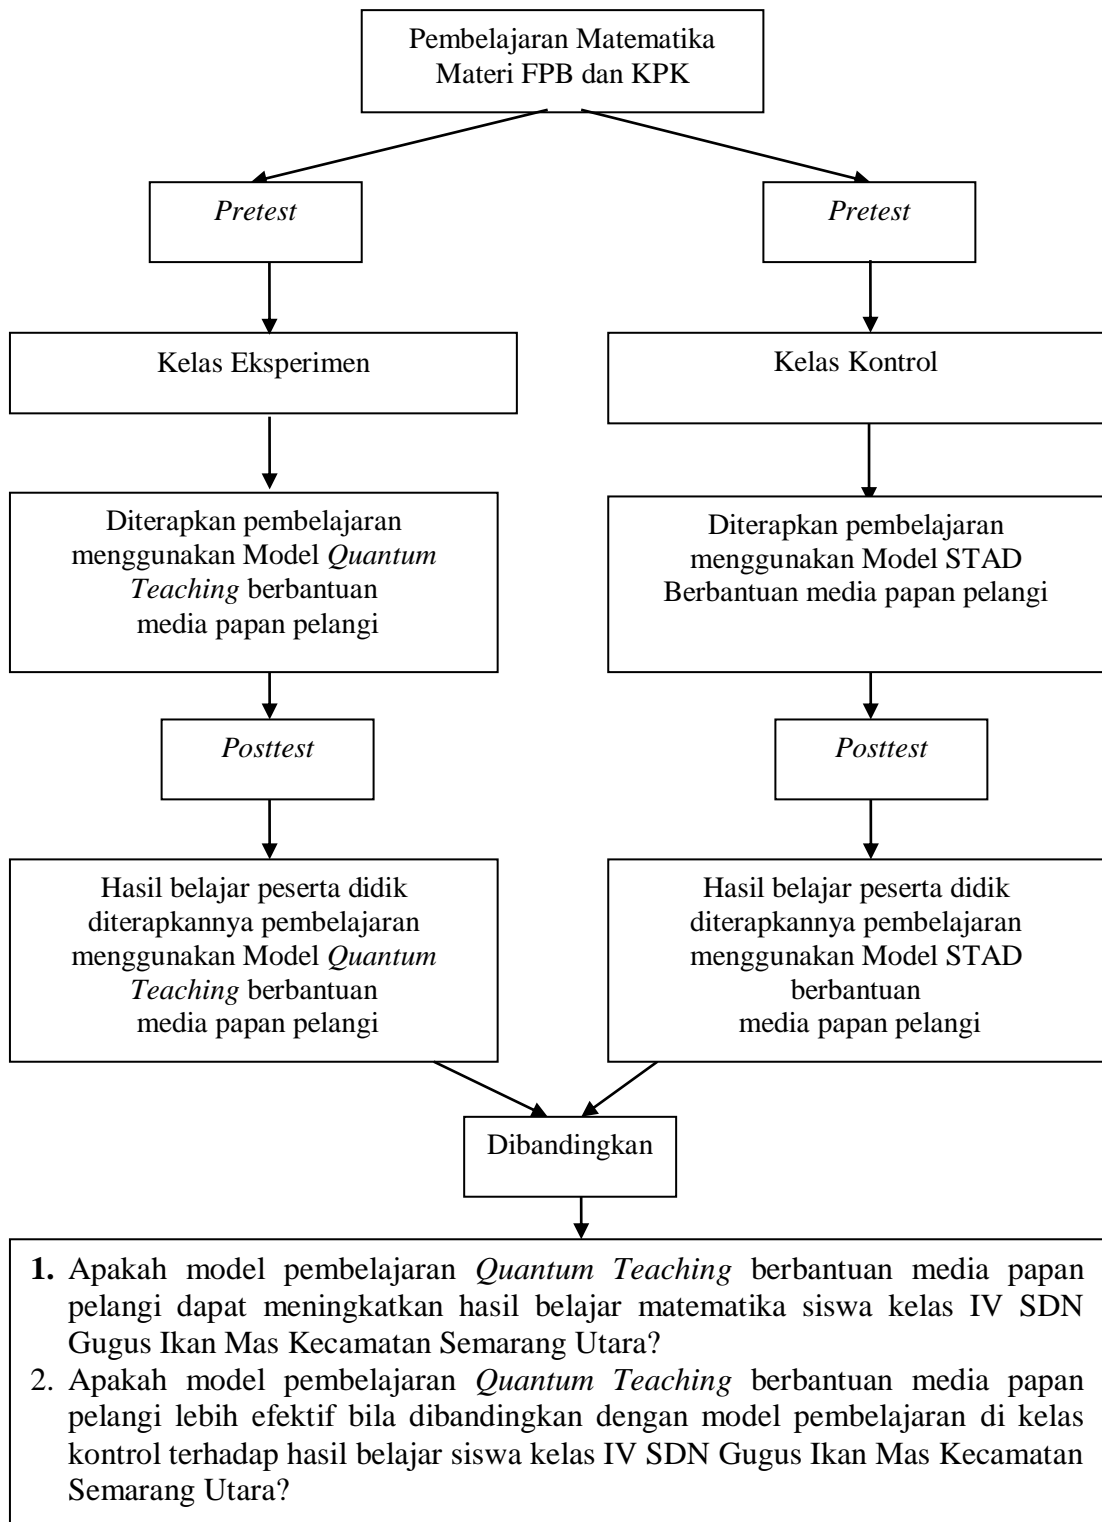 Pembelajaran Matematika
Materi FPB dan KPK
Pretest
Pretest
Kelas Eksperimen
Kelas Kontrol
Diterapkan pembelajaran
menggunakan Model Quantum
Teaching berbantuan
media papan pelangi
Diterapkan pembelajaran
menggunakan Model STAD
Berbantuan media papan pelangi
Posttest
Posttest
Hasil belajar peserta didik
diterapkannya pembelajaran
menggunakan Model Quantum
Teaching berbantuan
media papan pelangi
Hasil belajar peserta didik
diterapkannya pembelajaran
menggunakan Model STAD
berbantuan
media papan pelangi
Dibandingkan
1. Apakah model pembelajaran Quantum Teaching berbantuan media papan
pelangi dapat meningkatkan hasil belajar matematika siswa kelas IV SDN
Gugus Ikan Mas Kecamatan Semarang Utara?
2. Apakah model pembelajaran Quantum Teaching berbantuan media papan
pelangi lebih efektif bila dibandingkan dengan model pembelajaran di kelas
kontrol terhadap hasil belajar siswa kelas IV SDN Gugus Ikan Mas Kecamatan
Semarang Utara?